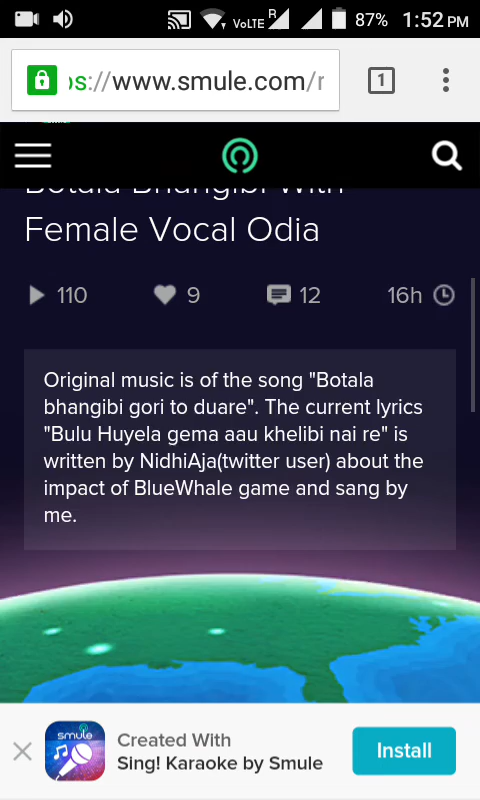 VoLTE R 87% 1:52 PM
s://www.smule.com/r
1
Botala Bhangibi With
Female Vocal Odia
110 9 12 16h
Original music is of the song "Botala
bhangibi gori to duare". The current lyrics
"Bulu Huyela gema aau khelibi nai re" is
written by NidhiAja(twitter user) about the
impact of BlueWhale game and sang by
me.
smule
Created With
Sing! Karaoke by Smule
Install